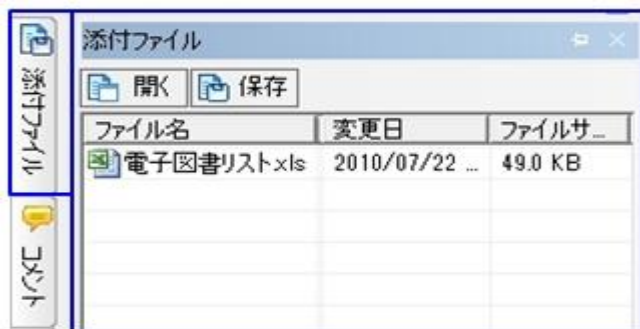 添付ファイル
添付ファイル
開く 保存
ファイル名 変更日 ファイルサ...
電子図書リスト.xls 2010/07/22 ... 49.0 KB
コメント